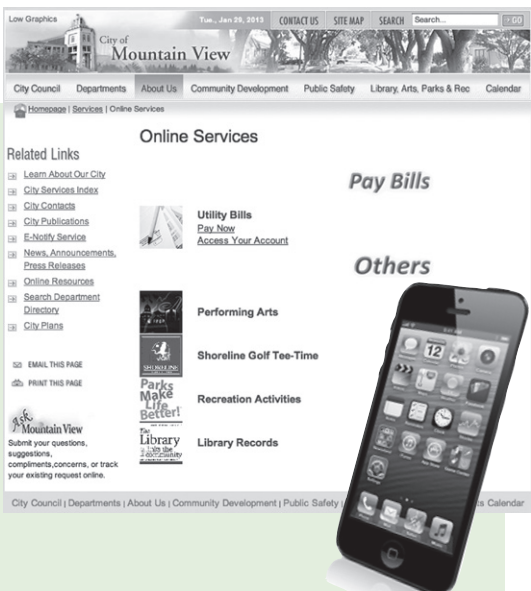 Low Graphics
Tue., Jan 29, 2013
CONTACT US
SITE MAP
SEARCH
Search...
GO
City of
Mountain View
City Council
Departments
About Us
Community Development
Public Safety
Library, Arts, Parks & Rec
Calendar
Homepage | Services | Online Services
Online Services
Related Links
Learn About Our City
City Services Index
City Contacts
City Publications
E-Notify Service
News, Announcements,
Press Releases
Online Resources
Search Department
Directory
City Plans
EMAIL THIS PAGE
PRINT THIS PAGE
Ask
Mountain View
Submit your questions,
suggestions,
compliments,concerns, or track
your existing request online.
Pay Bills
Utility Bills
Pay Now
Access Your Account
Others
Performing Arts
SHORELINE
Shoreline Golf Tee-Time
Parks
Make
Life
Better!
Recreation Activities
The
Library
links the
community
Library Records
12
City Council | Departments | About Us | Community Development | Public Safety |
ts Calendar